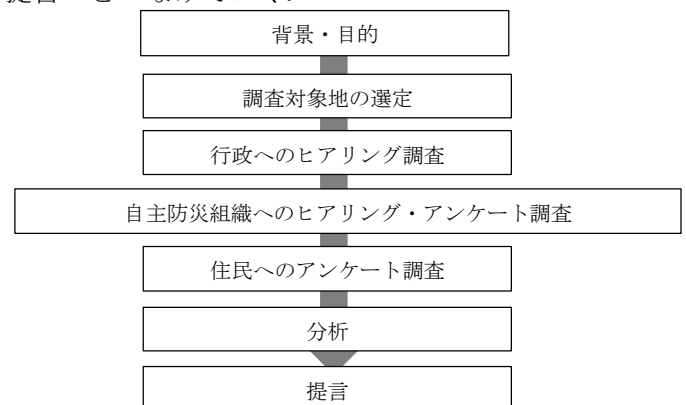 背景・目的
調査対象地の選定
行政へのヒアリング調査
自主防災組織へのヒアリング・アンケート調査
住民へのアンケート調査
分析
提言